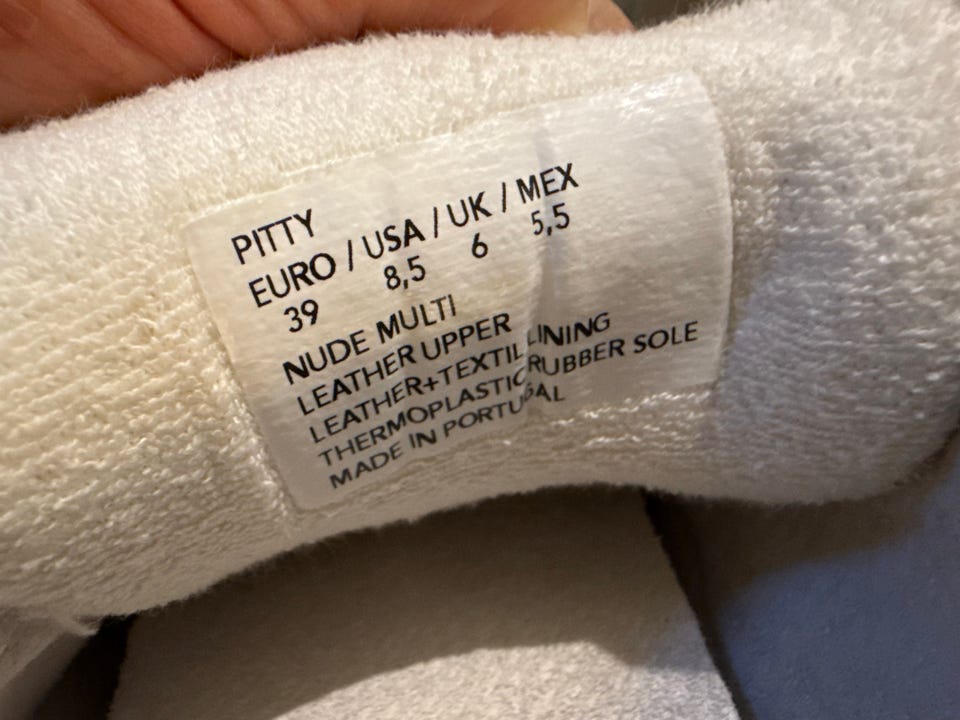 PITTY
EURO / USA / UK / MEX
39 8,5 6 5,5
NUDE MULTI
LEATHER UPPER
LEATHER+TEXTIL LINING
THERMOPLASTIC RUBBER SOLE
MADE IN PORTUGAL